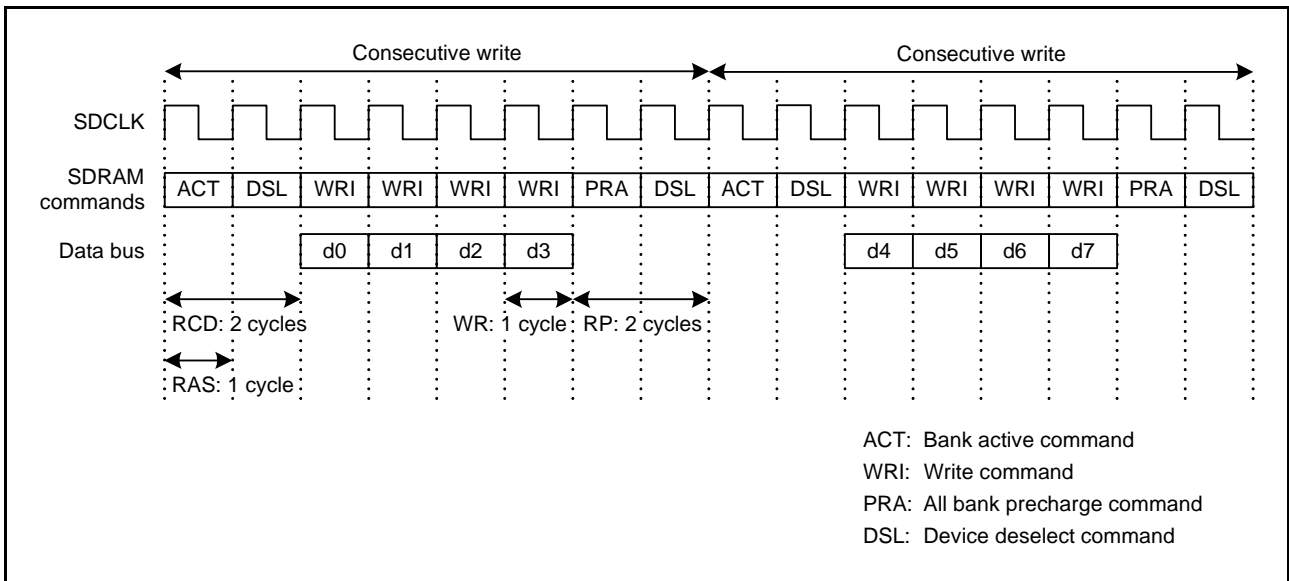 Consecutive write Consecutive write
SDCLK
SDRAM
commands
ACT DSL WRI WRI WRI WRI PRA DSL ACT DSL WRI WRI WRI WRI PRA DSL
Data bus d0 d1 d2 d3 d4 d5 d6 d7
RCD: 2 cycles WR: 1 cycle RP: 2 cycles
RAS: 1 cycle
ACT: Bank active command
WRI: Write command
PRA: All bank precharge command
DSL: Device deselect command